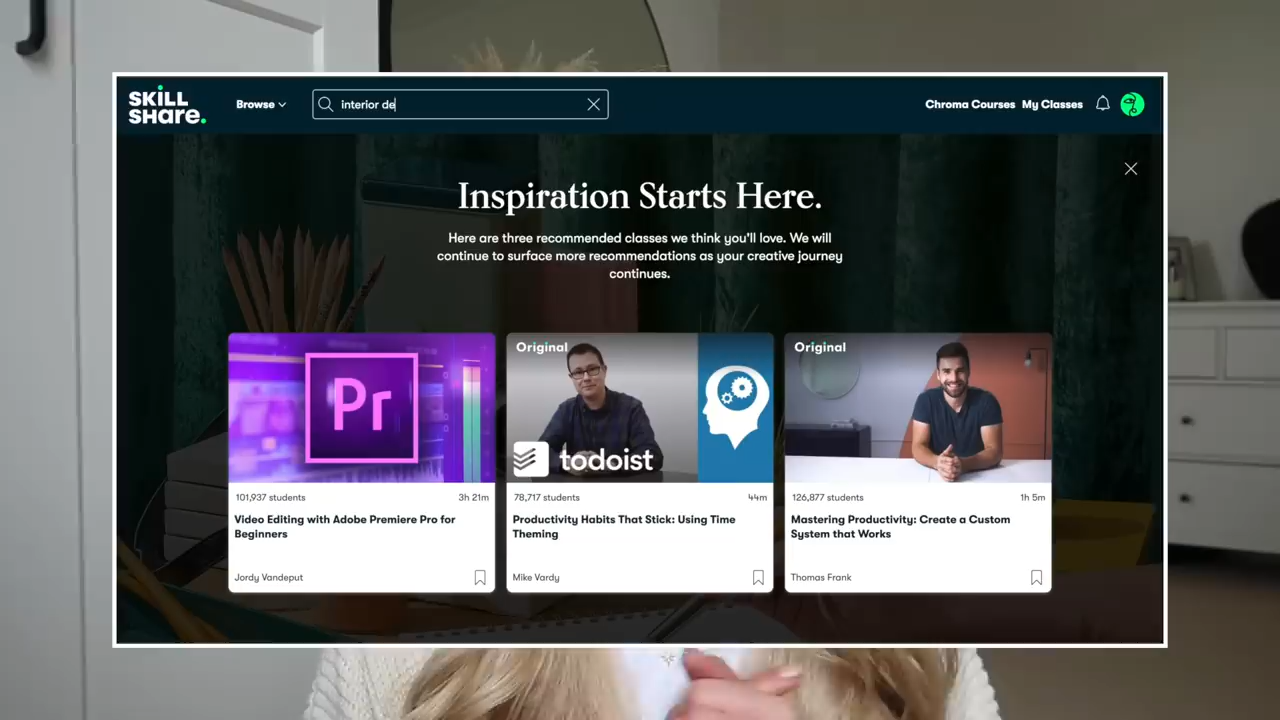 SKILL
SHARE.
Browse
interior de
Chroma Courses
My Classes
Inspiration Starts Here.
Here are three recommended classes we think you'll love. We will
continue to surface more recommendations as your creative journey
continues.
Pr
101,937 students
3h 21m
Video Editing with Adobe Premiere Pro for
Beginners
Jordy Vandeput
Original
todoist
78,717 students
44m
Productivity Habits That Stick: Using Time
Theming
Mike Vardy
Original
126,877 students
1h 5m
Mastering Productivity: Create a Custom
System that Works
Thomas Frank